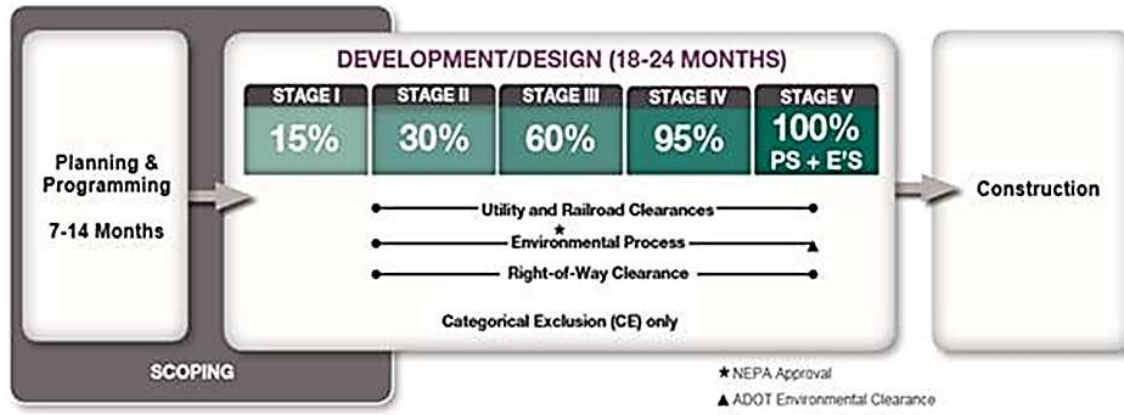 DEVELOPMENT/DESIGN (18-24 MONTHS)
STAGE I
STAGE II
STAGE III
STAGE IV
STAGE V
15%
30%
60%
95%
100%
PS + E'S
Planning &
Programming
7-14 Months
Utility and Railroad Clearances
Environmental Process
Right-of-Way Clearance
Categorical Exclusion (CE) only
Construction
SCOPING
★ NEPA Approval
▲ ADOT Environmental Clearance